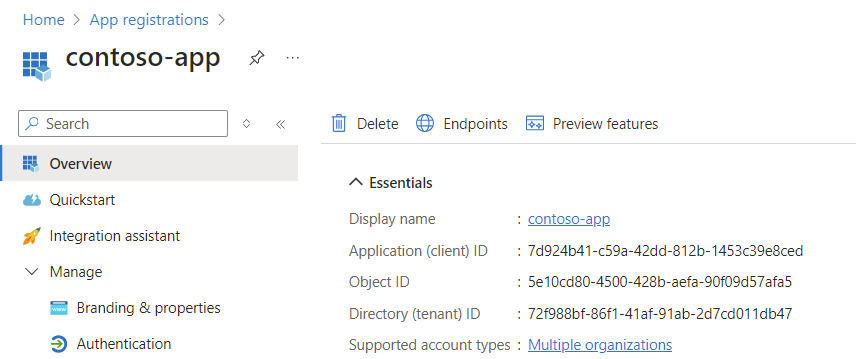 Home > App registrations >
contoso-app
Search
Delete Endpoints Preview features
Overview
Essentials
Quickstart
Display name : contoso-app
Integration assistant
Application (client) ID : 7d924b41-c59a-42dd-812b-1453c39e8ced
Manage
Object ID : 5e10cd80-4500-428b-aefa-90f09d57afa5
Branding & properties
Directory (tenant) ID : 72f988bf-86f1-41af-91ab-2d7cd011db47
Authentication
Supported account types : Multiple organizations